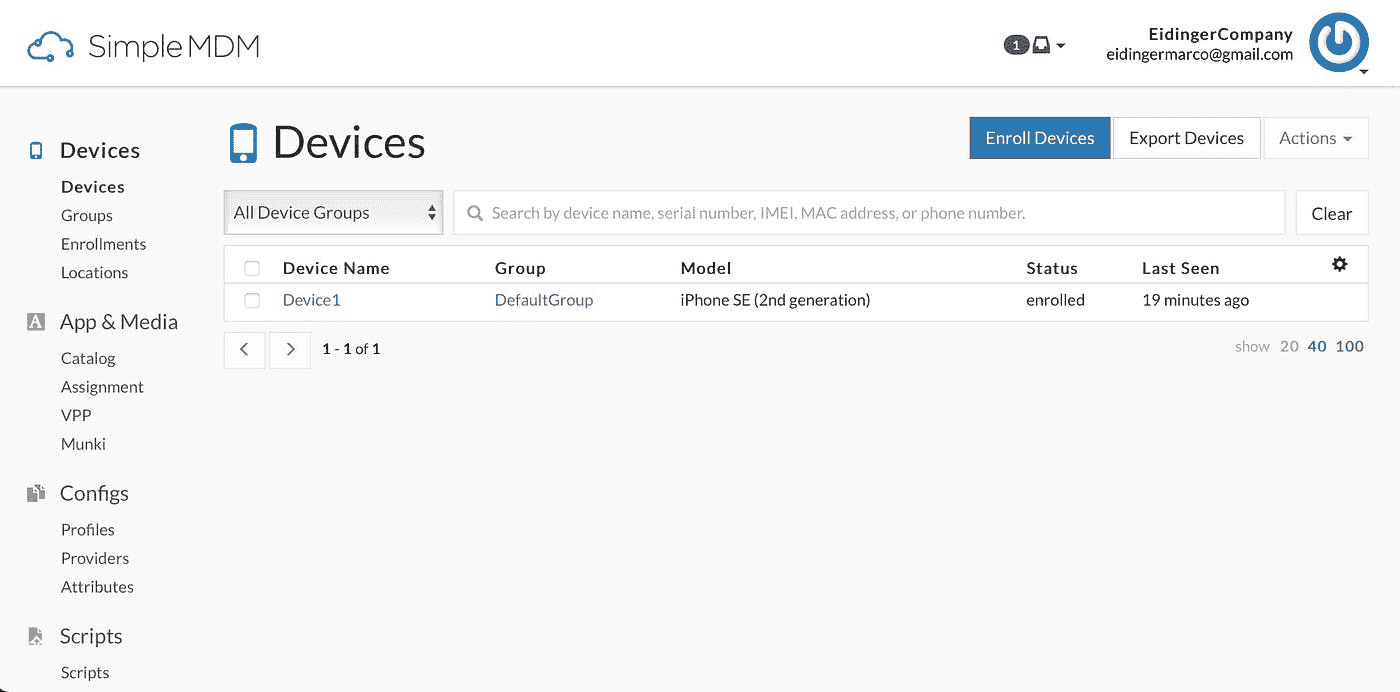 SimpleMDM
1
EidingerCompany
eidingermarco@gmail.com
Devices
Devices
Groups
Enrollments
Locations
A App & Media
Catalog
Assignment
VPP
Munki
Configs
Profiles
Providers
Attributes
Scripts
Scripts
Devices
Enroll Devices Export Devices Actions
All Device Groups Search by device name, serial number, IMEI, MAC address, or phone number. Clear
Device Name Group Model Status Last Seen
Device1 DefaultGroup iPhone SE (2nd generation) enrolled 19 minutes ago
1 - 1 of 1 show 20 40 100